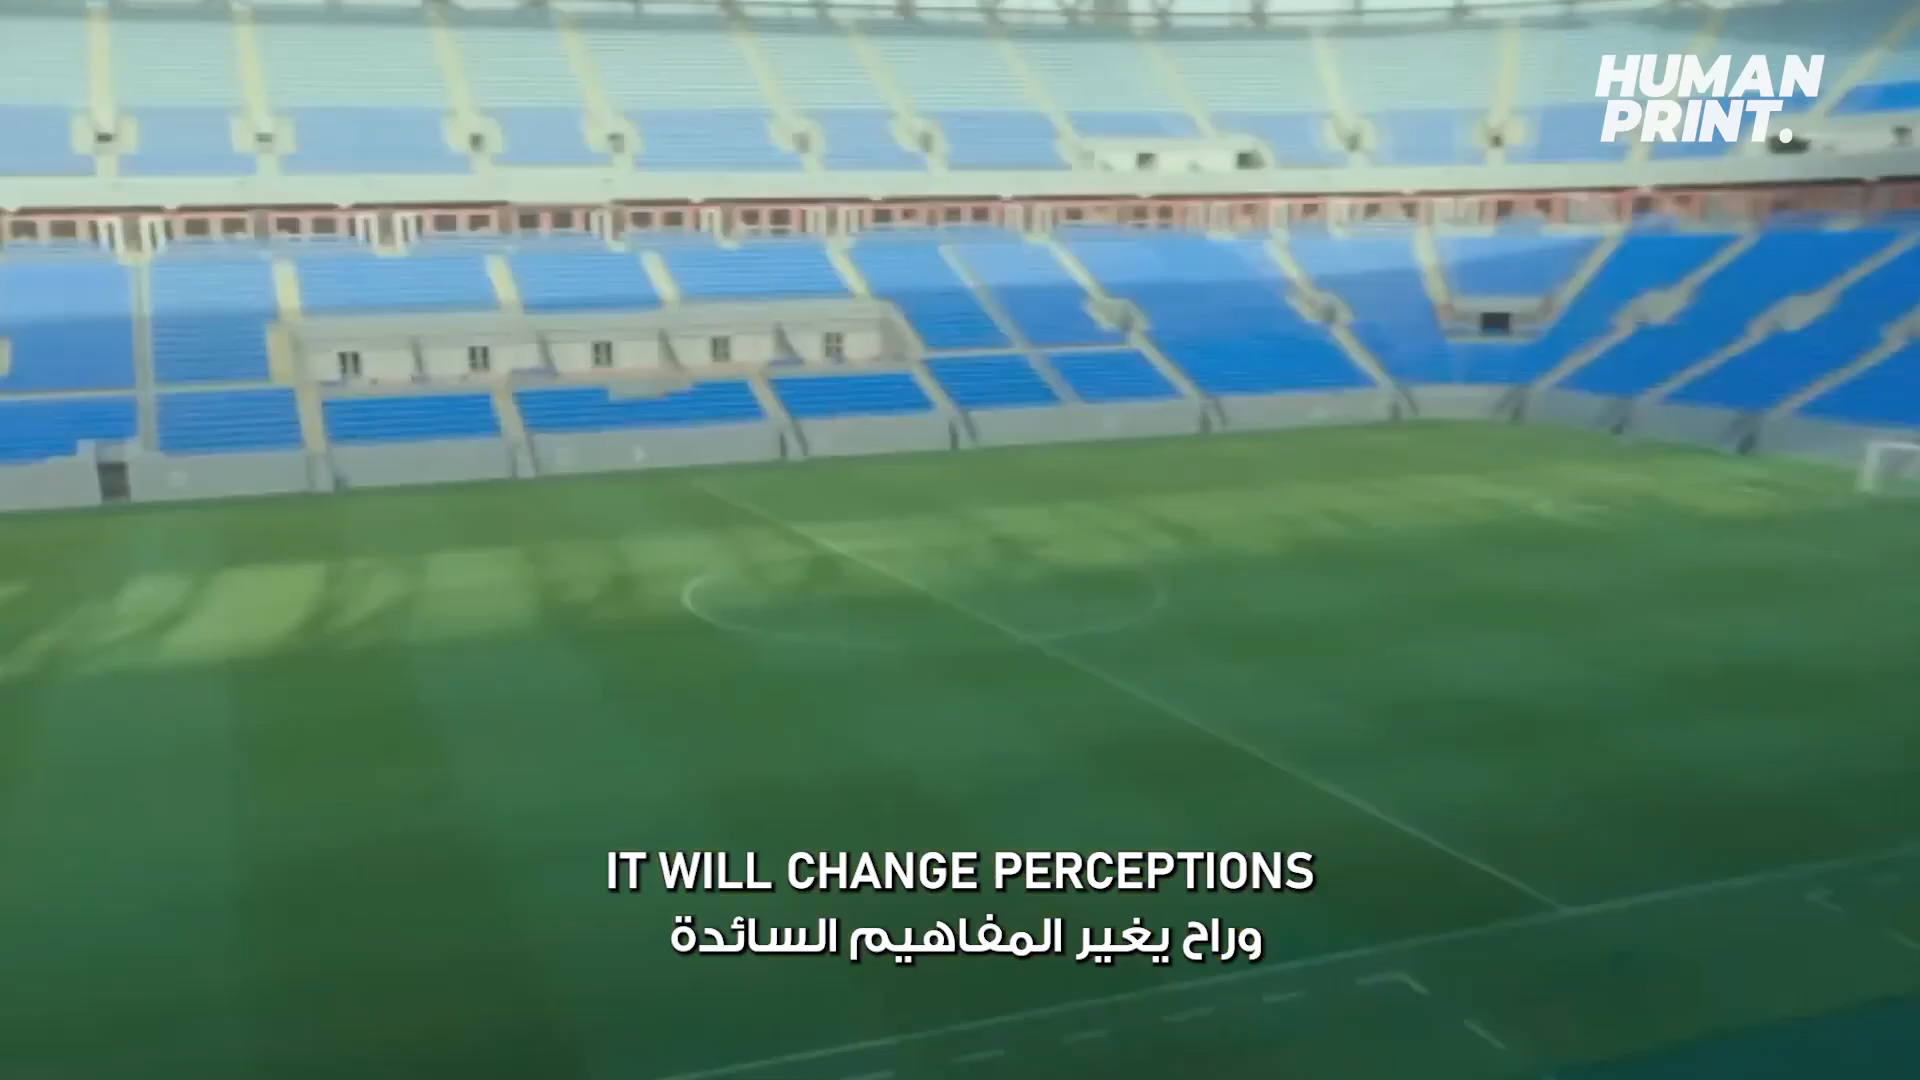 HUMAN
PRINT.
IT WILL CHANGE PERCEPTIONS
وراح يغير المفاهيم السائدة